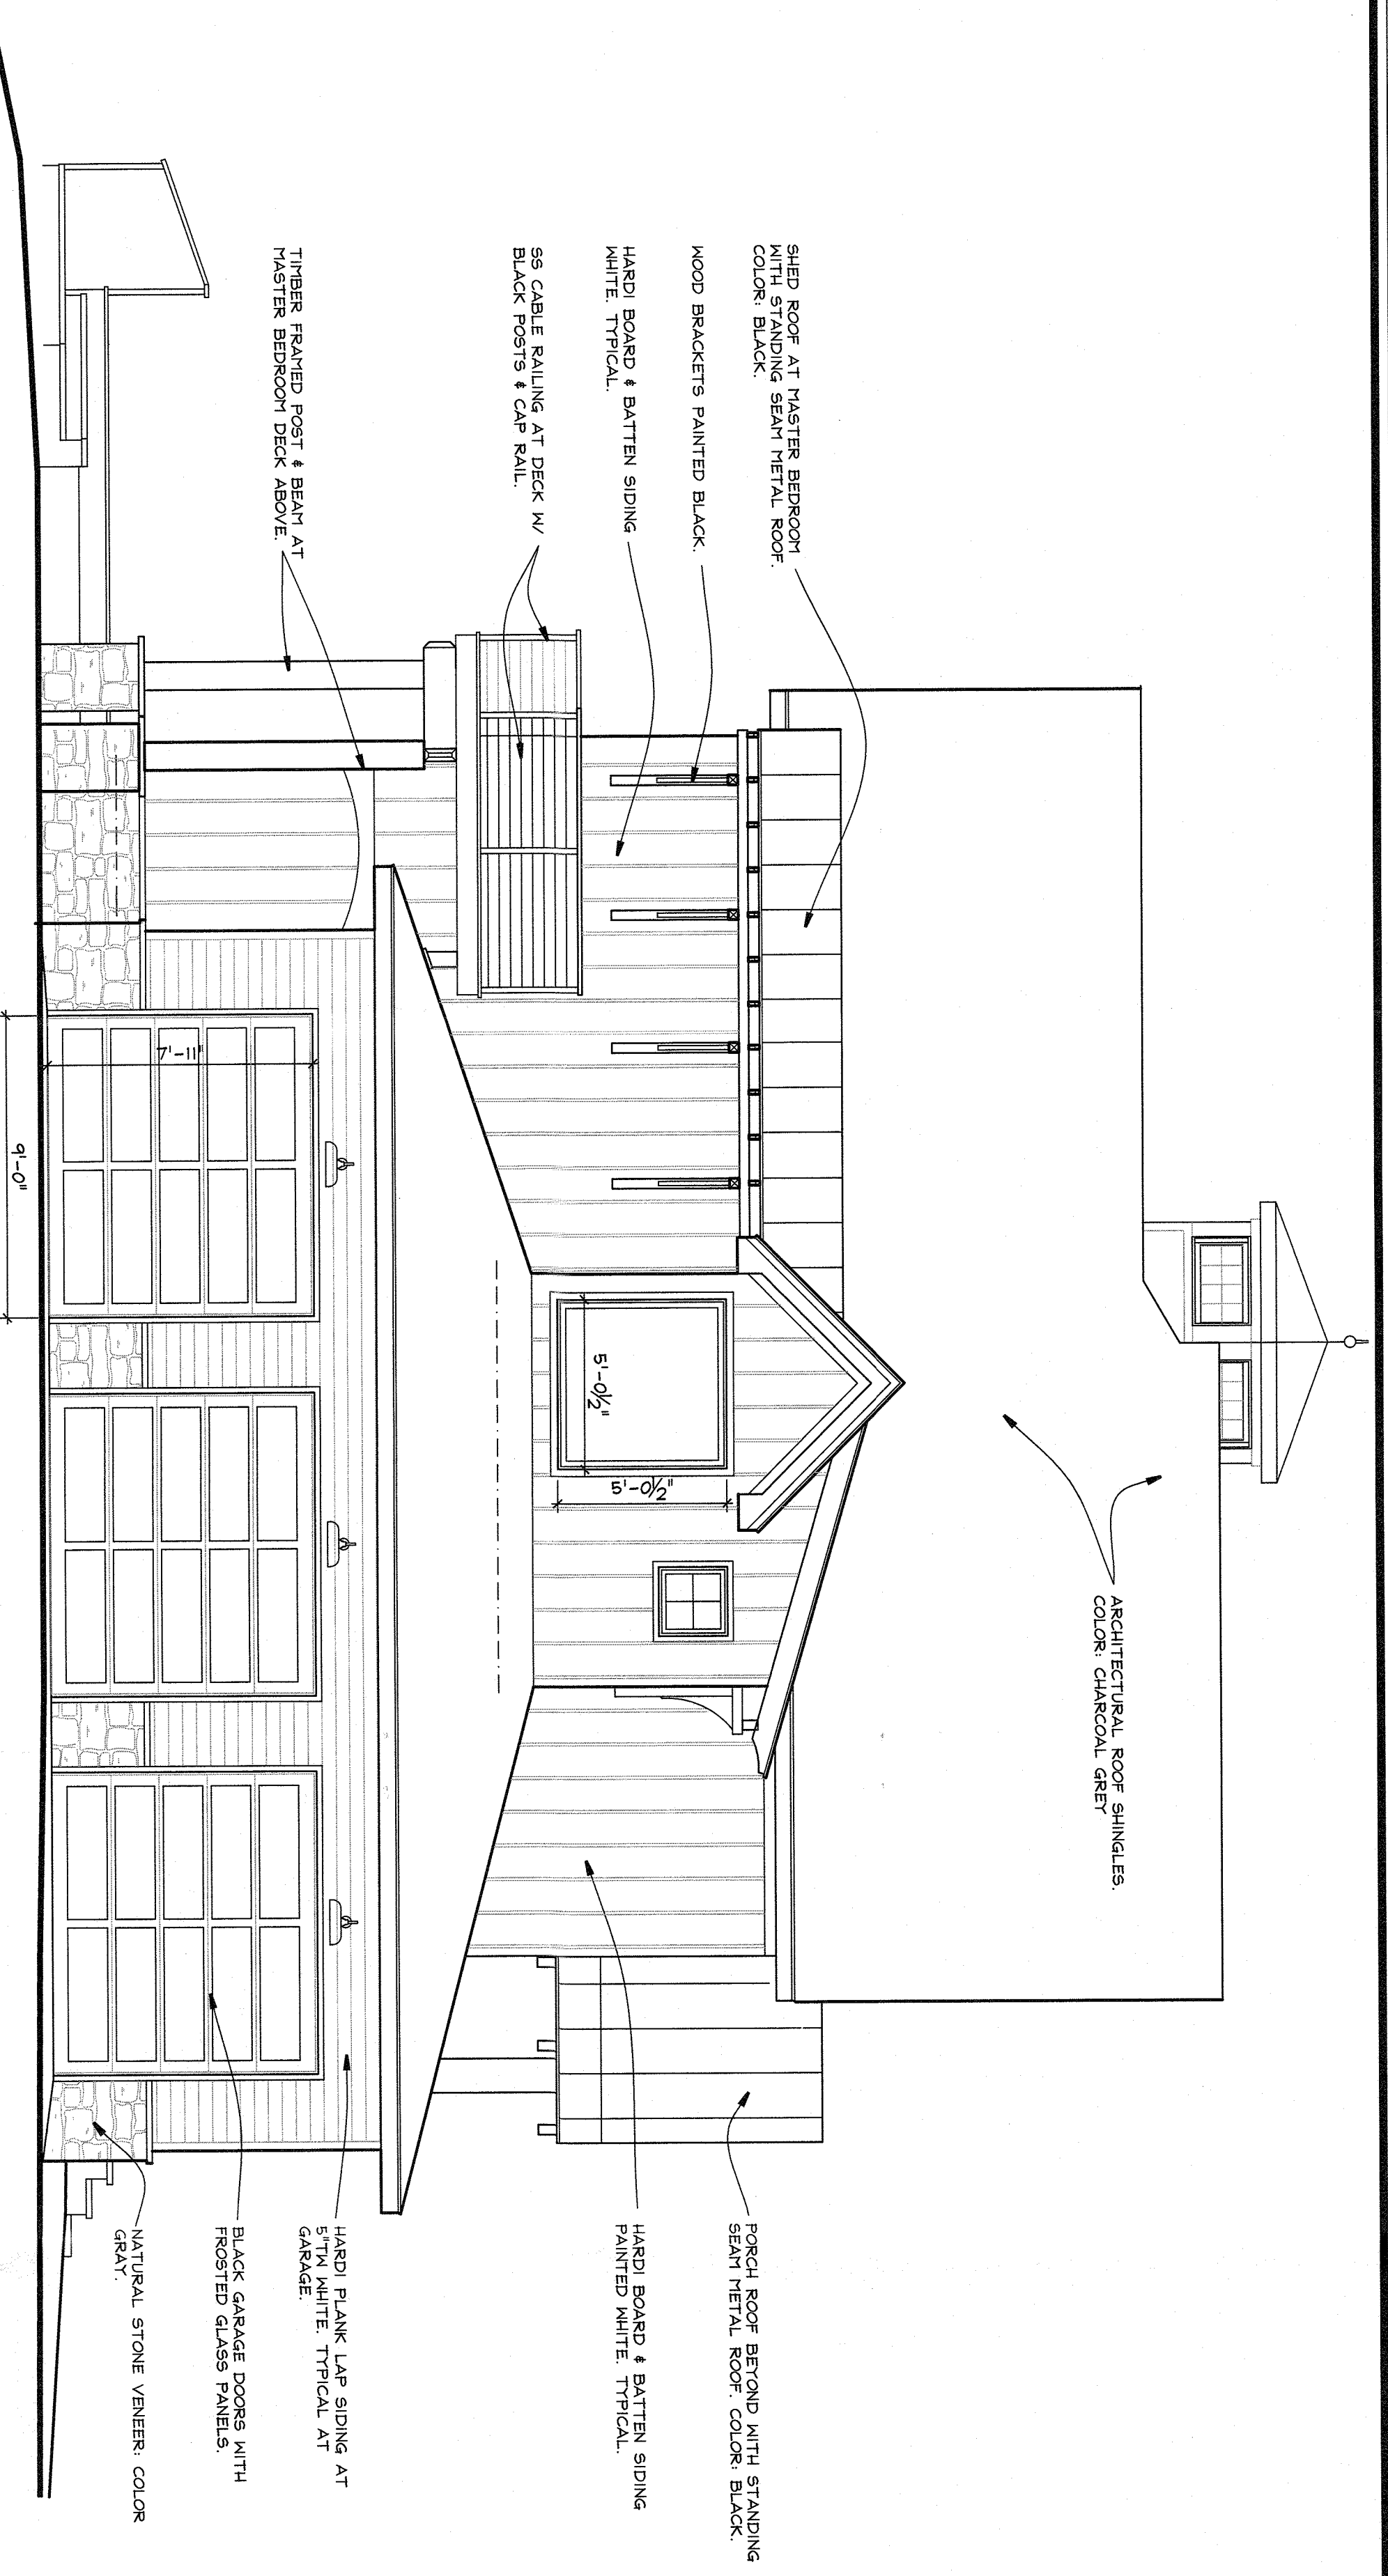 SHED ROOF AT MASTER BEDROOM
WITH STANDING SEAM METAL ROOF.
COLOR: BLACK.
WOOD BRACKETS PAINTED BLACK.
HARDI BOARD & BATTEN SIDING
WHITE. TYPICAL.
SS CABLE RAILING AT DECK W/
BLACK POSTS & CAP RAIL.
TIMBER FRAMED POST & BEAM AT
MASTER BEDROOM DECK ABOVE.
ARCHITECTURAL ROOF SHINGLES.
COLOR: CHARCOAL GREY
5'-0½"
5'-0½"
7'-11"
9'-0"
PORCH ROOF BEYOND WITH STANDING
SEAM METAL ROOF. COLOR: BLACK.
HARDI BOARD & BATTEN SIDING
PAINTED WHITE. TYPICAL.
HARDI PLANK LAP SIDING AT
5"TW WHITE. TYPICAL AT
GARAGE.
BLACK GARAGE DOORS WITH
FROSTED GLASS PANELS.
NATURAL STONE VENEER: COLOR
GRAY.